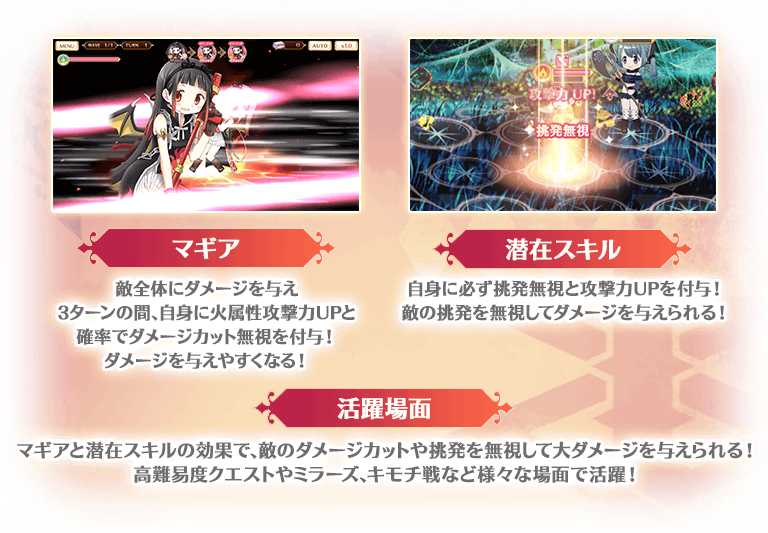 MENU WAVE 1/1 TURN 1 0 AUTO x1.0
攻撃力UP!
挑発無視
マギア
敵全体にダメージを与え
3ターンの間、自身に火属性攻撃力UPと
確率でダメージカット無視を付与!
ダメージを与えやすくなる!
潜在スキル
自身に必ず挑発無視と攻撃力UPを付与!
敵の挑発を無視してダメージを与えられる!
活躍場面
マギアと潜在スキルの効果で、敵のダメージカットや挑発を無視して大ダメージを与えられる!
高難易度クエストやミラーズ、キモチ戦など様々な場面で活躍!